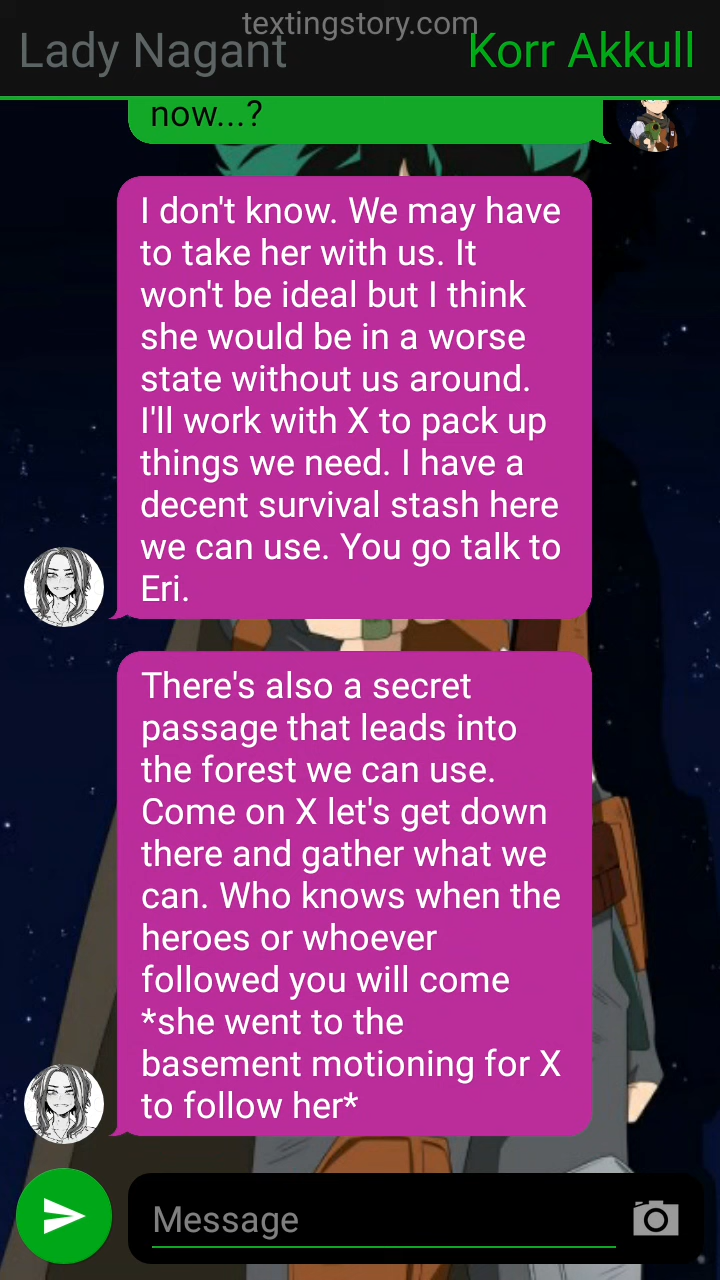 textingstory.com
Lady Nagant
Korr Akkull
now...?
I don't know. We may have
to take her with us. It
won't be ideal but I think
she would be in a worse
state without us around.
I'll work with X to pack up
things we need. I have a
decent survival stash here
we can use. You go talk to
Eri.
There's also a secret
passage that leads into
the forest we can use.
Come on X let's get down
there and gather what we
can. Who knows when the
heroes or whoever
followed you will come
*she went to the
basement motioning for X
to follow her*
Message